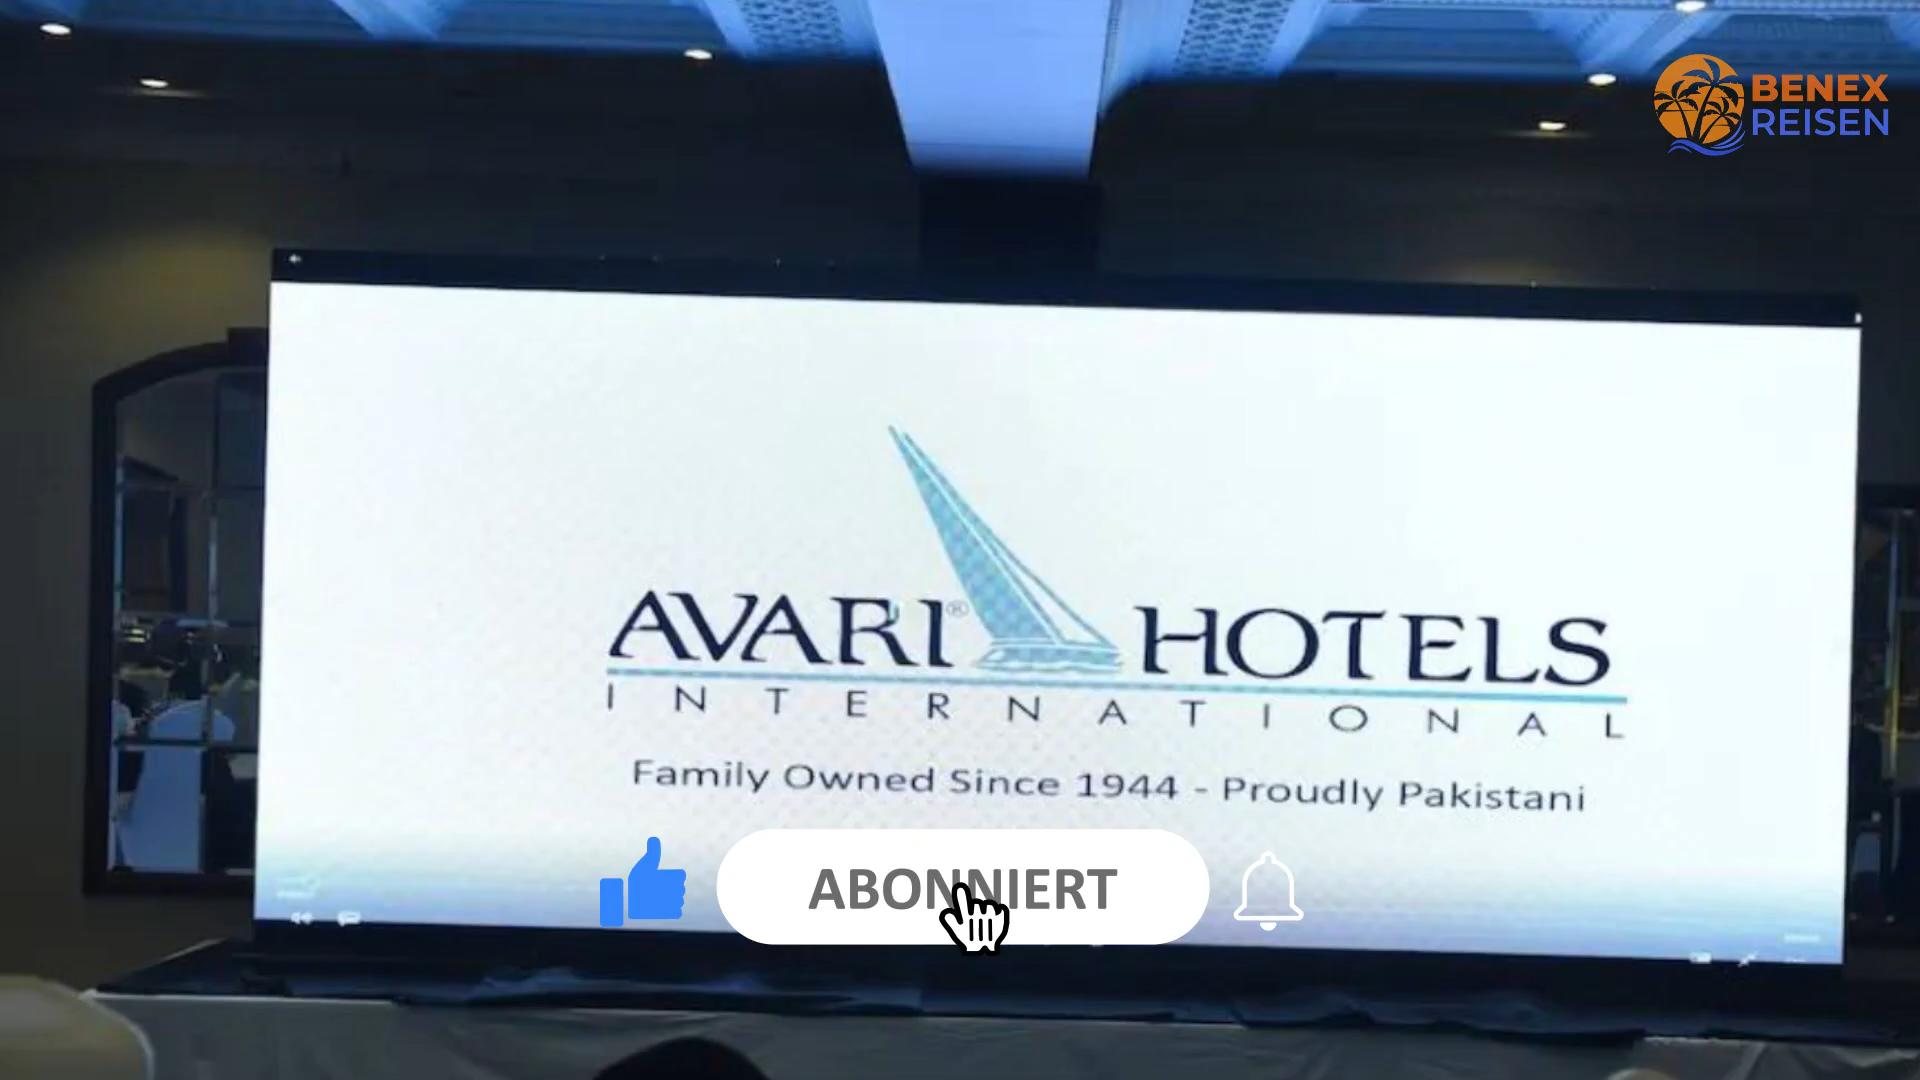 BENEX
REISEN
AVARI® HOTELS
INTERNATIONAL
Family Owned Since 1944 - Proudly Pakistani
ABONNIERT